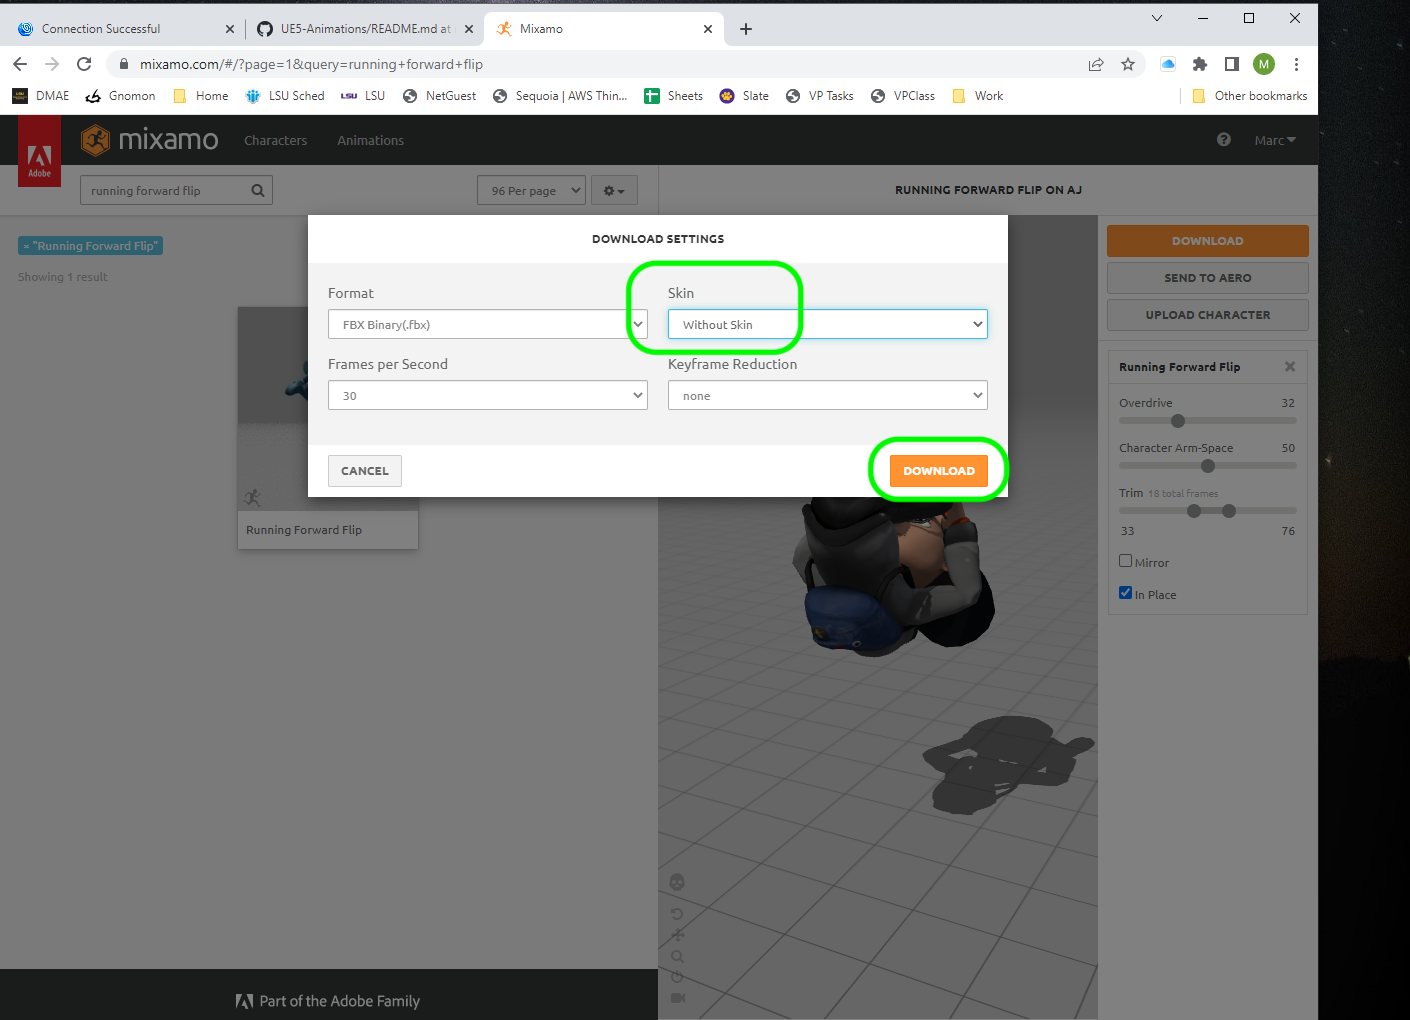 Connection Successful
UE5-Animations/README.md at
Mixamo
mixamo.com/#/?page=1&query=running+forward+flip
M
DMAE
Gnomon
Home
LSU Sched
LSU
LSU
NetGuest
Sequoia | AWS Thin...
Sheets
Slate
VP Tasks
VPClass
Work
Other bookmarks
Adobe
mixamo
Characters
Animations
Marc
running forward flip
96 Per page
RUNNING FORWARD FLIP ON AJ
= "Running Forward Flip"
Showing 1 result
Running Forward Flip
DOWNLOAD SETTINGS
Format
Skin
FBX Binary(.fbx)
Without Skin
Frames per Second
Keyframe Reduction
30
none
CANCEL
DOWNLOAD
DOWNLOAD
SEND TO AERO
UPLOAD CHARACTER
Running Forward Flip
Overdrive 32
Character Arm-Space 50
Trim 18 total frames
33 76
Mirror
In Place
Part of the Adobe Family